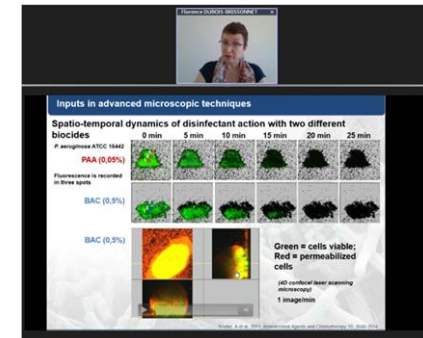 Florence DUBOIS-BRISSONNET
Inputs in advanced microscopic techniques
Spatio-temporal dynamics of disinfectant action with two different
biocides
0 min 5 min 10 min 15 min 20 min 25 min
P. aeruginosa ATCC 15442
PAA (0,05%)
Fluorescence is recorded
in three spots
BAC (0,5%)
BAC (0,5%)
Green = cells viable;
Red = permeabilized
cells
(4D confocal laser scanning
microscopy)
1 image/min